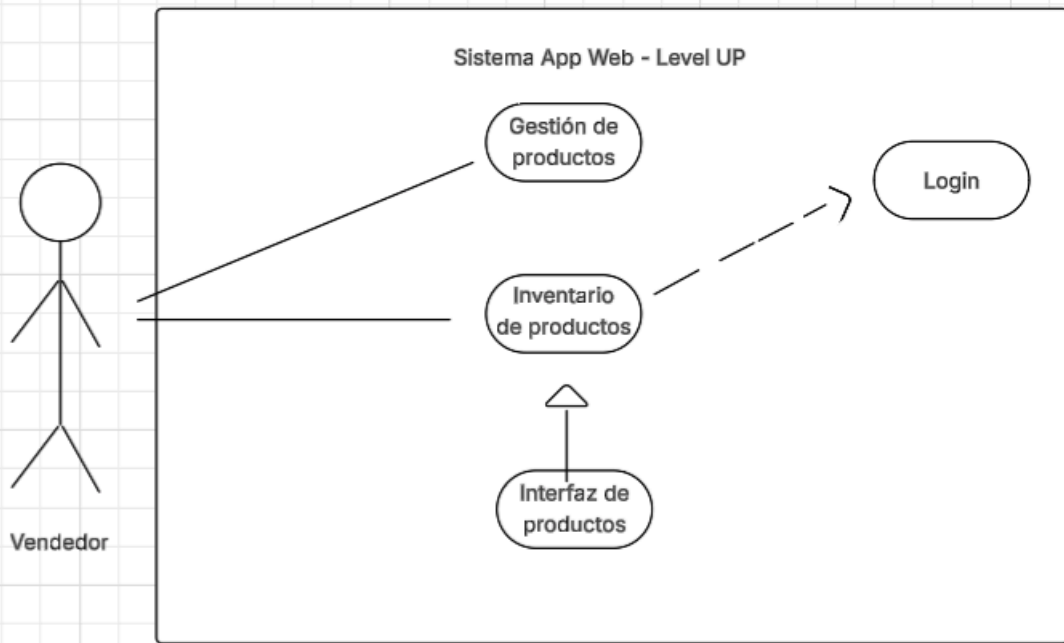 Sistema App Web - Level UP
Gestión de
productos
Login
Inventario
de productos
Interfaz de
productos
Vendedor